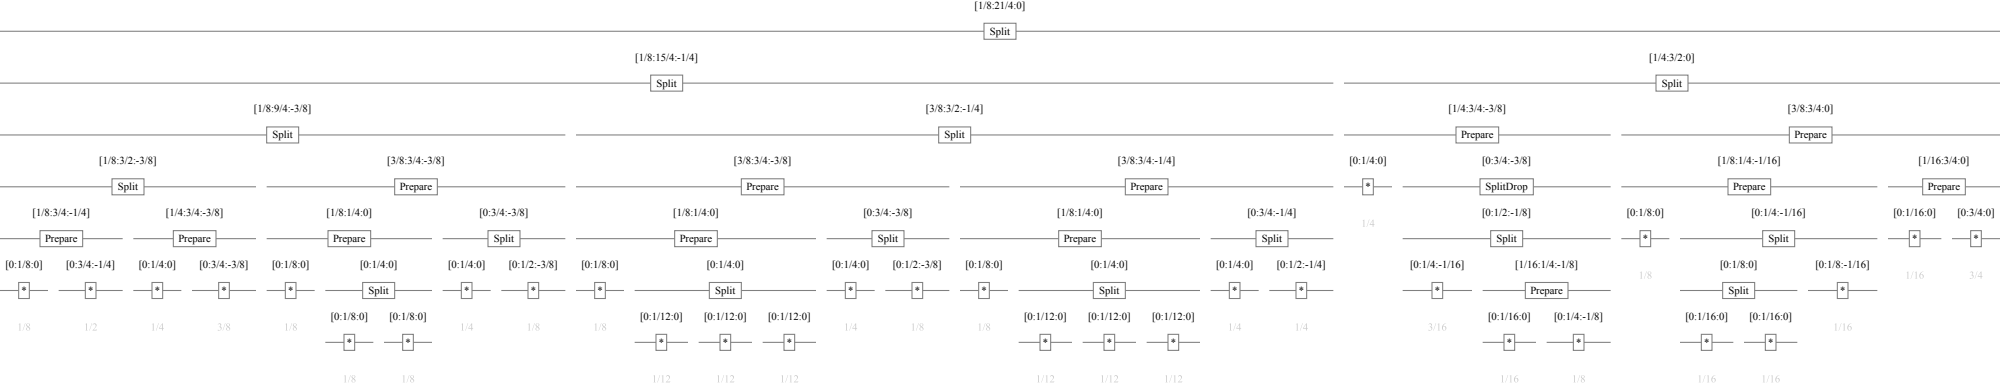 [1/8:21/4:0]
Split
[1/8:15/4:-1/4] [1/4:3/2:0]
Split Split
[1/8:9/4:-3/8] [3/8:3/2:-1/4] [1/4:3/4:-3/8] [3/8:3/4:0]
Split Split Prepare Prepare
[1/8:3/2:-3/8] [3/8:3/4:-3/8] [3/8:3/4:-3/8] [3/8:3/4:-1/4] [0:1/4:0] [0:3/4:-3/8] [1/8:1/4:-1/16] [1/16:3/4:0]
Split Prepare Prepare Prepare * SplitDrop Prepare Prepare
[1/8:3/4:-1/4] [1/4:3/4:-3/8] [1/8:1/4:0] [0:3/4:-3/8] [1/8:1/4:0] [0:3/4:-3/8] [1/8:1/4:0] [0:3/4:-1/4] 1/4 [0:1/2:-1/8] [0:1/8:0] [0:1/4:-1/16] [0:1/16:0] [0:3/4:0]
Prepare Prepare Prepare Split Prepare Split Prepare Split Split * Split * *
[0:1/8:0] [0:3/4:-1/4] [0:1/4:0] [0:3/4:-3/8] [0:1/8:0] [0:1/4:0] [0:1/4:0] [0:1/2:-3/8] [0:1/8:0] [0:1/4:0] [0:1/4:0] [0:1/2:-3/8] [0:1/8:0] [0:1/4:0] [0:1/4:0] [0:1/2:-1/4] [0:1/4:-1/16] [1/16:1/4:-1/8] 1/8 [0:1/8:0] [0:1/8:-1/16] 1/16 3/4
* * * * * Split * * * Split * * * Split * * * Prepare Split *
1/8 1/2 1/4 3/8 1/8 [0:1/8:0] [0:1/8:0] 1/4 1/8 1/8 [0:1/12:0] [0:1/12:0] [0:1/12:0] 1/4 1/8 1/8 [0:1/12:0] [0:1/12:0] [0:1/12:0] 1/4 1/4 3/16 [0:1/16:0] [0:1/4:-1/8] [0:1/16:0] [0:1/16:0] 1/16
* * * * * * * * * * * *
1/8 1/8 1/12 1/12 1/12 1/12 1/12 1/12 1/16 1/8 1/16 1/16